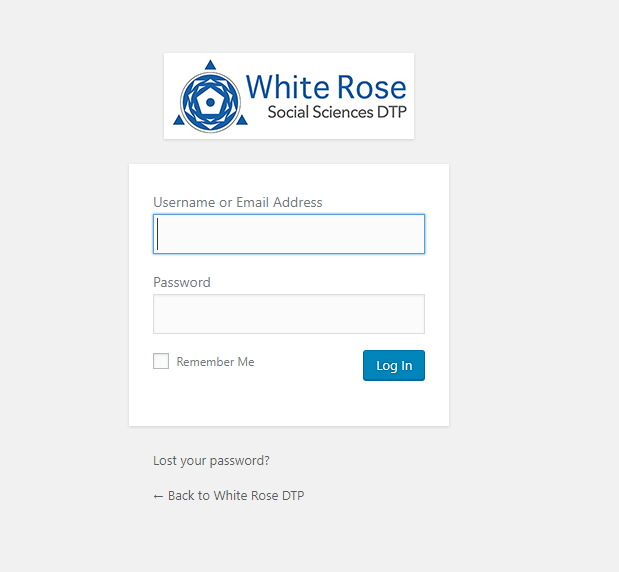 White Rose
Social Sciences DTP
Username or Email Address
Password
Remember Me
Log In
Lost your password?
← Back to White Rose DTP